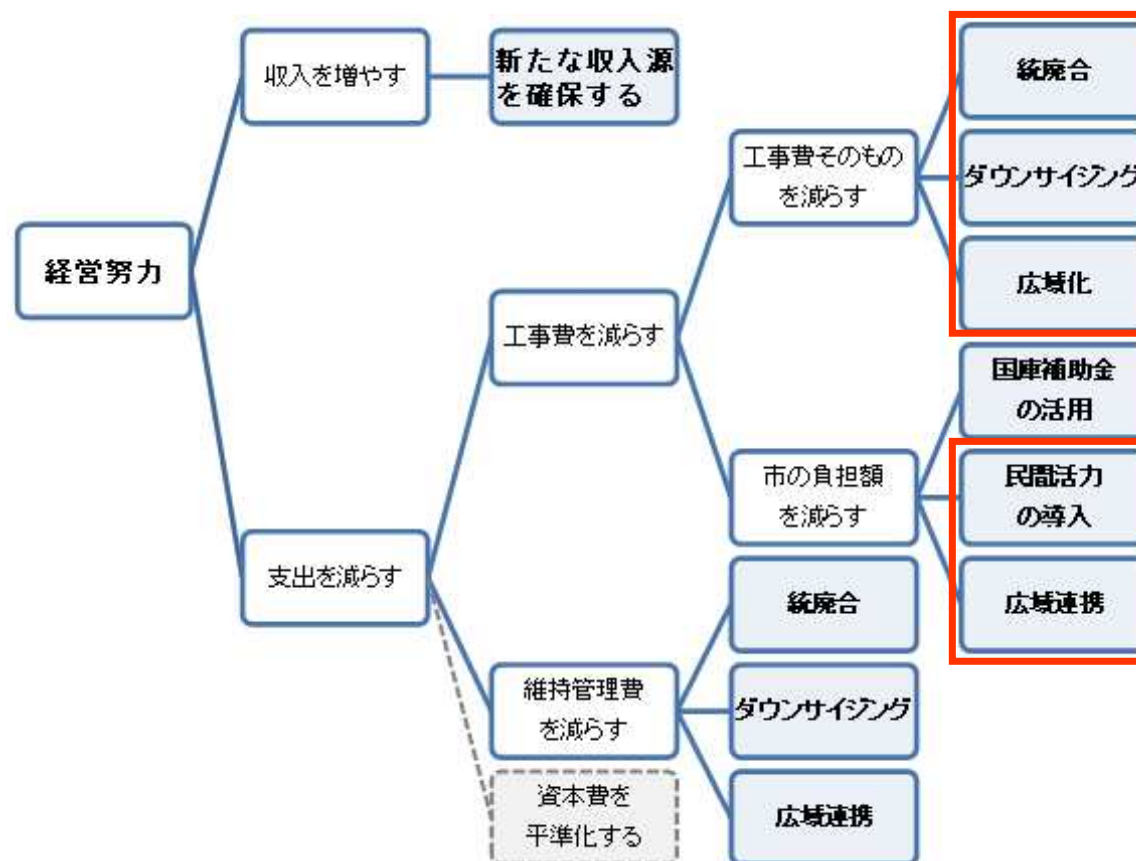 経営努力
収入を増やす
新たな収入源
を確保する
支出を減らす
工事費を減らす
工事費そのもの
を減らす
統廃合
ダウンサイジング
広域化
市の負担額
を減らす
国庫補助金
の活用
民間活力
の導入
広域連携
維持管理費
を減らす
統廃合
ダウンサイジング
広域連携
資本費を
平準化する